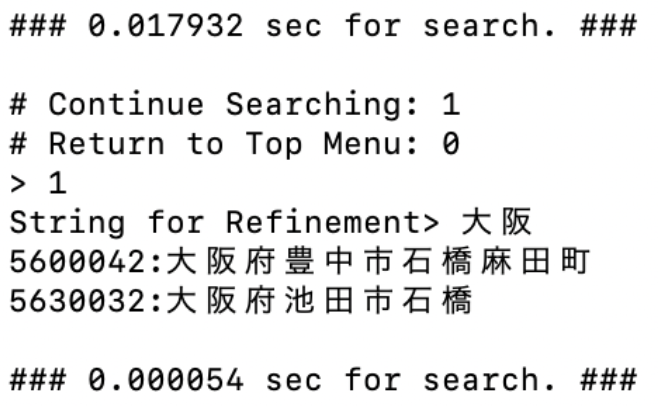 ### 0.017932 sec for search. ###
# Continue Searching: 1
# Return to Top Menu: 0
> 1
String for Refinement> 大阪
5600042:大阪府豊中市石橋麻田町
5630032:大阪府池田市石橋
### 0.000054 sec for search. ###